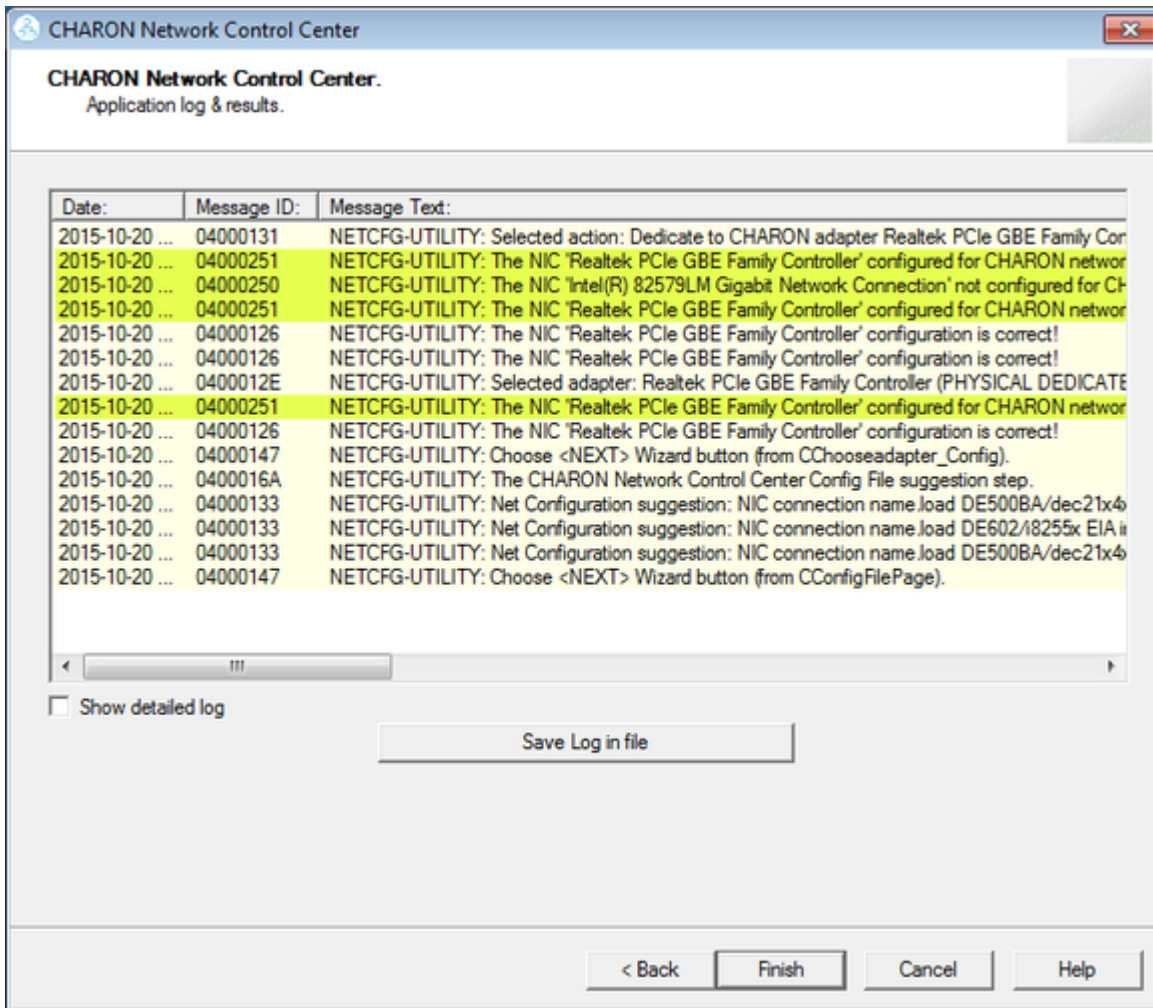 CHARON Network Control Center
CHARON Network Control Center.
Application log & results.
Date: Message ID: Message Text:
2015-10-20 ... 04000131 NETCFG-UTILITY: Selected action: Dedicate to CHARON adapter Realtek PCIe GBE Family Con
2015-10-20 ... 04000251 NETCFG-UTILITY: The NIC 'Realtek PCIe GBE Family Controller' configured for CHARON networ
2015-10-20 ... 04000250 NETCFG-UTILITY: The NIC 'Intel(R) 82579LM Gigabit Network Connection' not configured for CH
2015-10-20 ... 04000251 NETCFG-UTILITY: The NIC 'Realtek PCIe GBE Family Controller' configured for CHARON networ
2015-10-20 ... 04000126 NETCFG-UTILITY: The NIC 'Realtek PCIe GBE Family Controller' configuration is correct!
2015-10-20 ... 04000126 NETCFG-UTILITY: The NIC 'Realtek PCIe GBE Family Controller' configuration is correct!
2015-10-20 ... 0400012E NETCFG-UTILITY: Selected adapter: Realtek PCIe GBE Family Controller (PHYSICAL DEDICATE
2015-10-20 ... 04000251 NETCFG-UTILITY: The NIC 'Realtek PCIe GBE Family Controller' configured for CHARON networ
2015-10-20 ... 04000126 NETCFG-UTILITY: The NIC 'Realtek PCIe GBE Family Controller' configuration is correct!
2015-10-20 ... 04000147 NETCFG-UTILITY: Choose <NEXT> Wizard button (from CChooseadapter_Config).
2015-10-20 ... 0400016A NETCFG-UTILITY: The CHARON Network Control Center Config File suggestion step.
2015-10-20 ... 04000133 NETCFG-UTILITY: Net Configuration suggestion: NIC connection name.load DE500BA/dec21x4x
2015-10-20 ... 04000133 NETCFG-UTILITY: Net Configuration suggestion: NIC connection name.load DE602/i8255x EIA i
2015-10-20 ... 04000133 NETCFG-UTILITY: Net Configuration suggestion: NIC connection name.load DE500BA/dec21x4x
2015-10-20 ... 04000147 NETCFG-UTILITY: Choose <NEXT> Wizard button (from CConfigFilePage).
Show detailed log
Save Log in file
< Back Finish Cancel Help